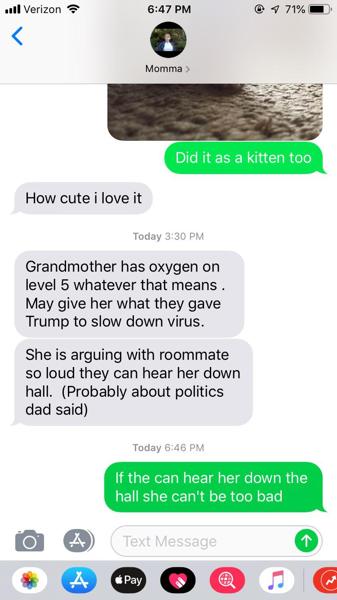 Verizon 6:47 PM 71%
Momma
Did it as a kitten too
How cute i love it
Today 3:30 PM
Grandmother has oxygen on
level 5 whatever that means .
May give her what they gave
Trump to slow down virus.
She is arguing with roommate
so loud they can hear her down
hall. (Probably about politics
dad said)
Today 6:46 PM
If the can hear her down the
hall she can't be too bad
Text Message
Pay